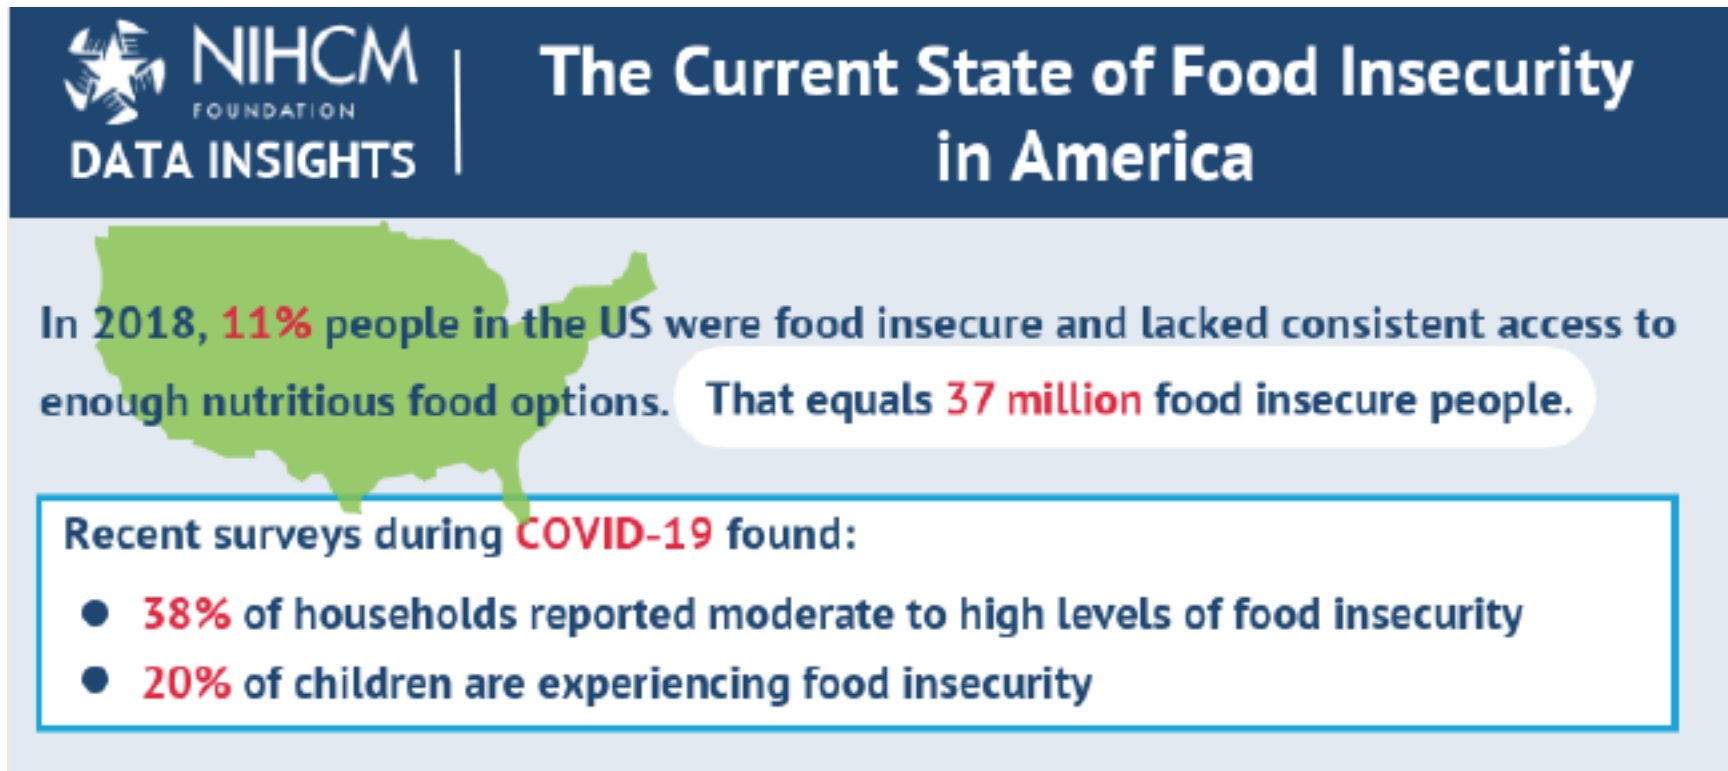 NIHCM
FOUNDATION
DATA INSIGHTS
The Current State of Food Insecurity
in America
In 2018, 11% people in the US were food insecure and lacked consistent access to
enough nutritious food options. That equals 37 million food insecure people.
Recent surveys during COVID-19 found:
● 38% of households reported moderate to high levels of food insecurity
● 20% of children are experiencing food insecurity